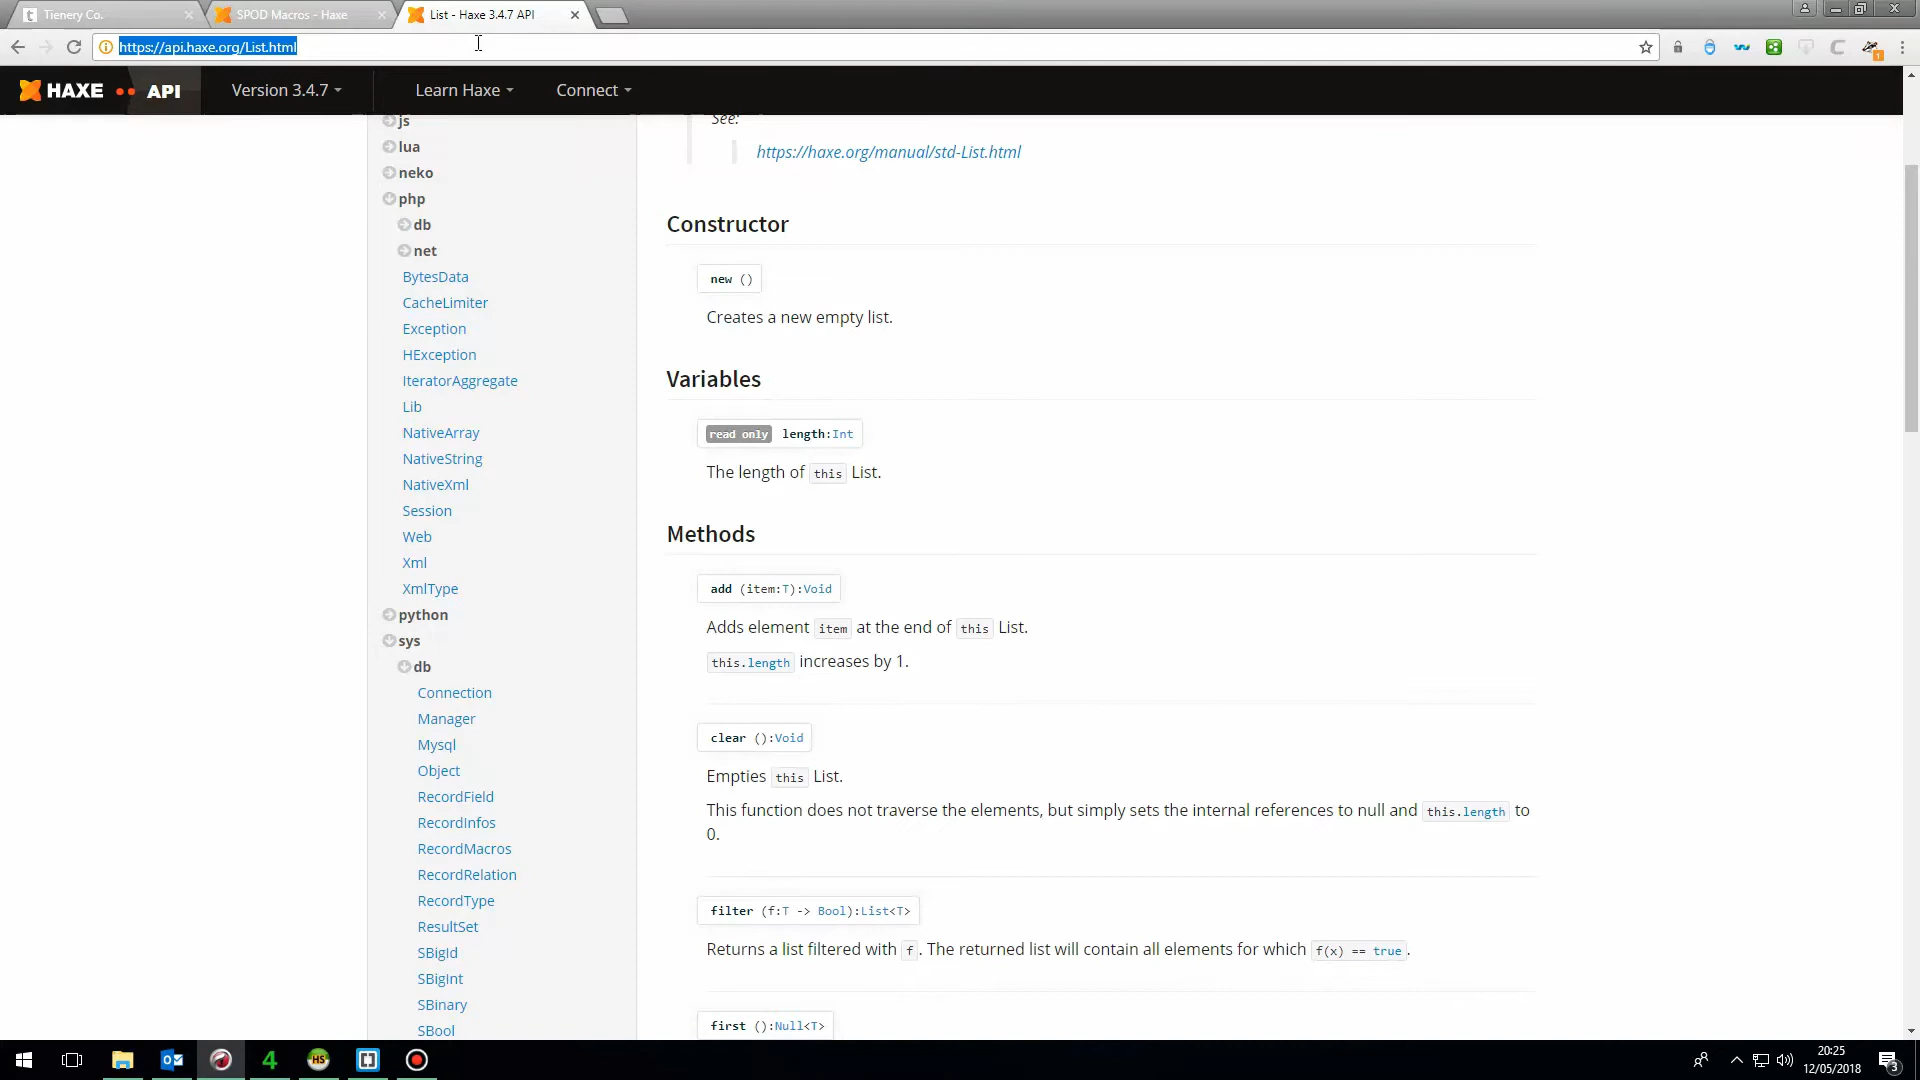 Tienery Co.
SPOD Macros - Haxe
List - Haxe 3.4.7 API
https://api.haxe.org/List.html
HAXE API
Version 3.4.7
Learn Haxe
Connect
js
lua
neko
php
db
net
BytesData
CacheLimiter
Exception
HException
IteratorAggregate
Lib
NativeArray
NativeString
NativeXml
Session
Web
Xml
XmlType
python
sys
db
Connection
Manager
Mysql
Object
RecordField
RecordInfos
RecordMacros
RecordRelation
RecordType
ResultSet
SBigId
SBigInt
SBinary
SBool
See:
https://haxe.org/manual/std-List.html
Constructor
new ()
Creates a new empty list.
Variables
read only length:Int
The length of this List.
Methods
add (item:T):Void
Adds element item at the end of this List.
this.length increases by 1.
clear ():Void
Empties this List.
This function does not traverse the elements, but simply sets the internal references to null and this.length to
0.
filter (f:T -> Bool):List<T>
Returns a list filtered with f. The returned list will contain all elements for which f(x) == true.
first ():Null<T>
20:25
12/05/2018
3